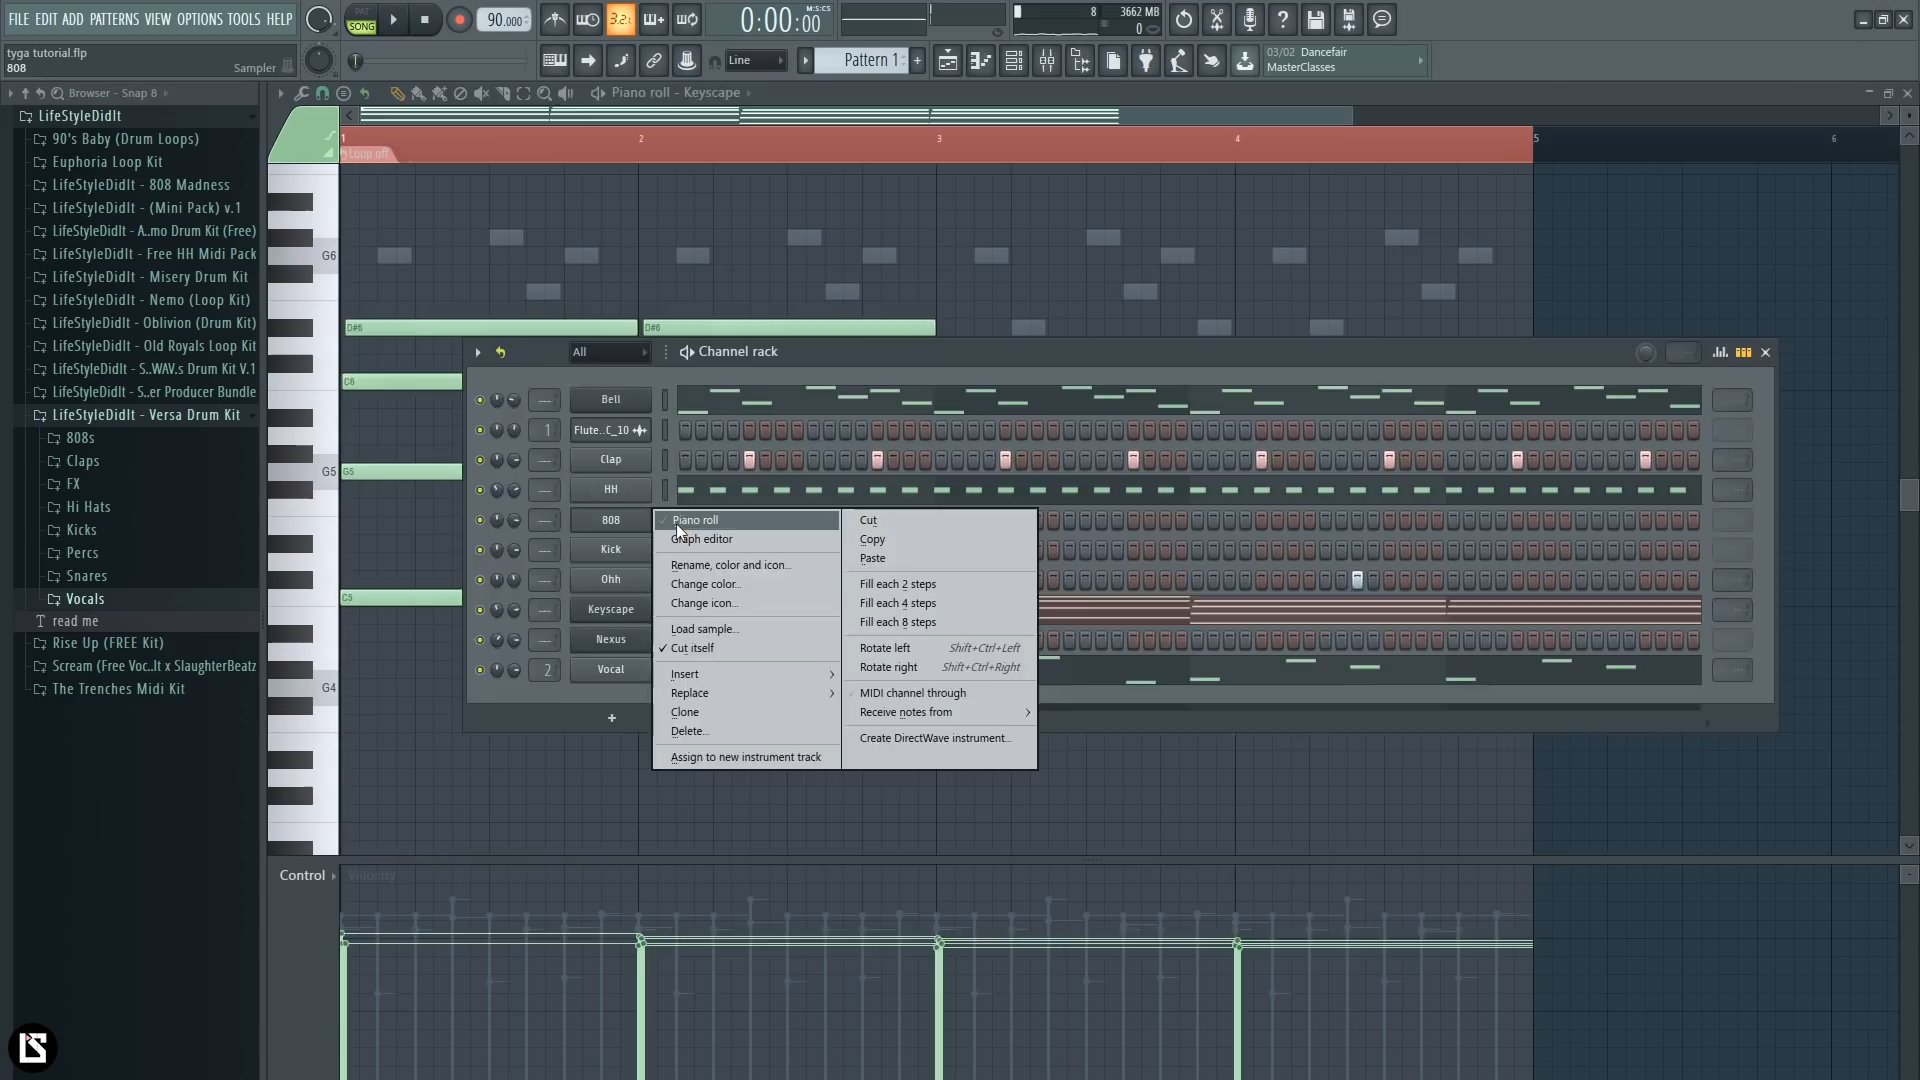 FILE EDIT ADD PATTERNS VIEW OPTIONS TOOLS HELP
PAT
SONG
90.000
3.2.
0:00:00
M:S:CS
8
3662 MB
0
tyga tutorial.flp
808
Sampler
Line
Pattern 1
03/02 Dancefair
MasterClasses
Browser - Snap 8
Piano roll - Keyscape
LifeStyleDidIt
90's Baby (Drum Loops)
Euphoria Loop Kit
LifeStyleDidIt - 808 Madness
LifeStyleDidIt - (Mini Pack) v.1
LifeStyleDidIt - A..mo Drum Kit (Free)
LifeStyleDidIt - Free HH Midi Pack
LifeStyleDidIt - Misery Drum Kit
LifeStyleDidIt - Nemo (Loop Kit)
LifeStyleDidIt - Oblivion (Drum Kit)
LifeStyleDidIt - Old Royals Loop Kit
LifeStyleDidIt - S..WAV.s Drum Kit V.1
LifeStyleDidIt - S..er Producer Bundle
LifeStyleDidIt - Versa Drum Kit
808s
Claps
FX
Hi Hats
Kicks
Percs
Snares
Vocals
read me
Rise Up (FREE Kit)
Scream (Free Voc..It x SlaughterBeatz
The Trenches Midi Kit
1
2
3
4
5
6
Loop off
G6
D#6
D#6
C6
G5
G5
C5
G4
All
Channel rack
Bell
1
Flute..C_10
Clap
HH
808
Kick
Ohh
Keyscape
Nexus
2
Vocal
+
Piano roll
Graph editor
Rename, color and icon...
Change color...
Change icon...
Load sample...
Cut itself
Insert
Replace
Clone
Delete...
Assign to new instrument track
Cut
Copy
Paste
Fill each 2 steps
Fill each 4 steps
Fill each 8 steps
Rotate left Shift+Ctrl+Left
Rotate right Shift+Ctrl+Right
MIDI channel through
Receive notes from
Create DirectWave instrument...
Control
Velocity
LS